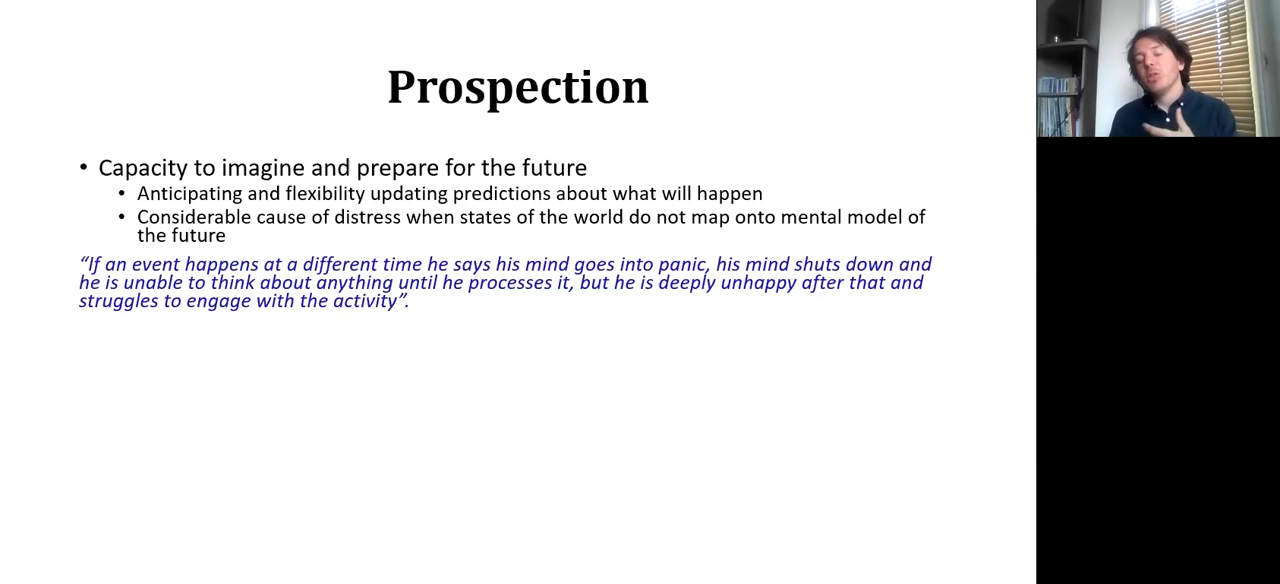 Prospection
• Capacity to imagine and prepare for the future
• Anticipating and flexibility updating predictions about what will happen
• Considerable cause of distress when states of the world do not map onto mental model of
the future
“If an event happens at a different time he says his mind goes into panic, his mind shuts down and
he is unable to think about anything until he processes it, but he is deeply unhappy after that and
struggles to engage with the activity”.